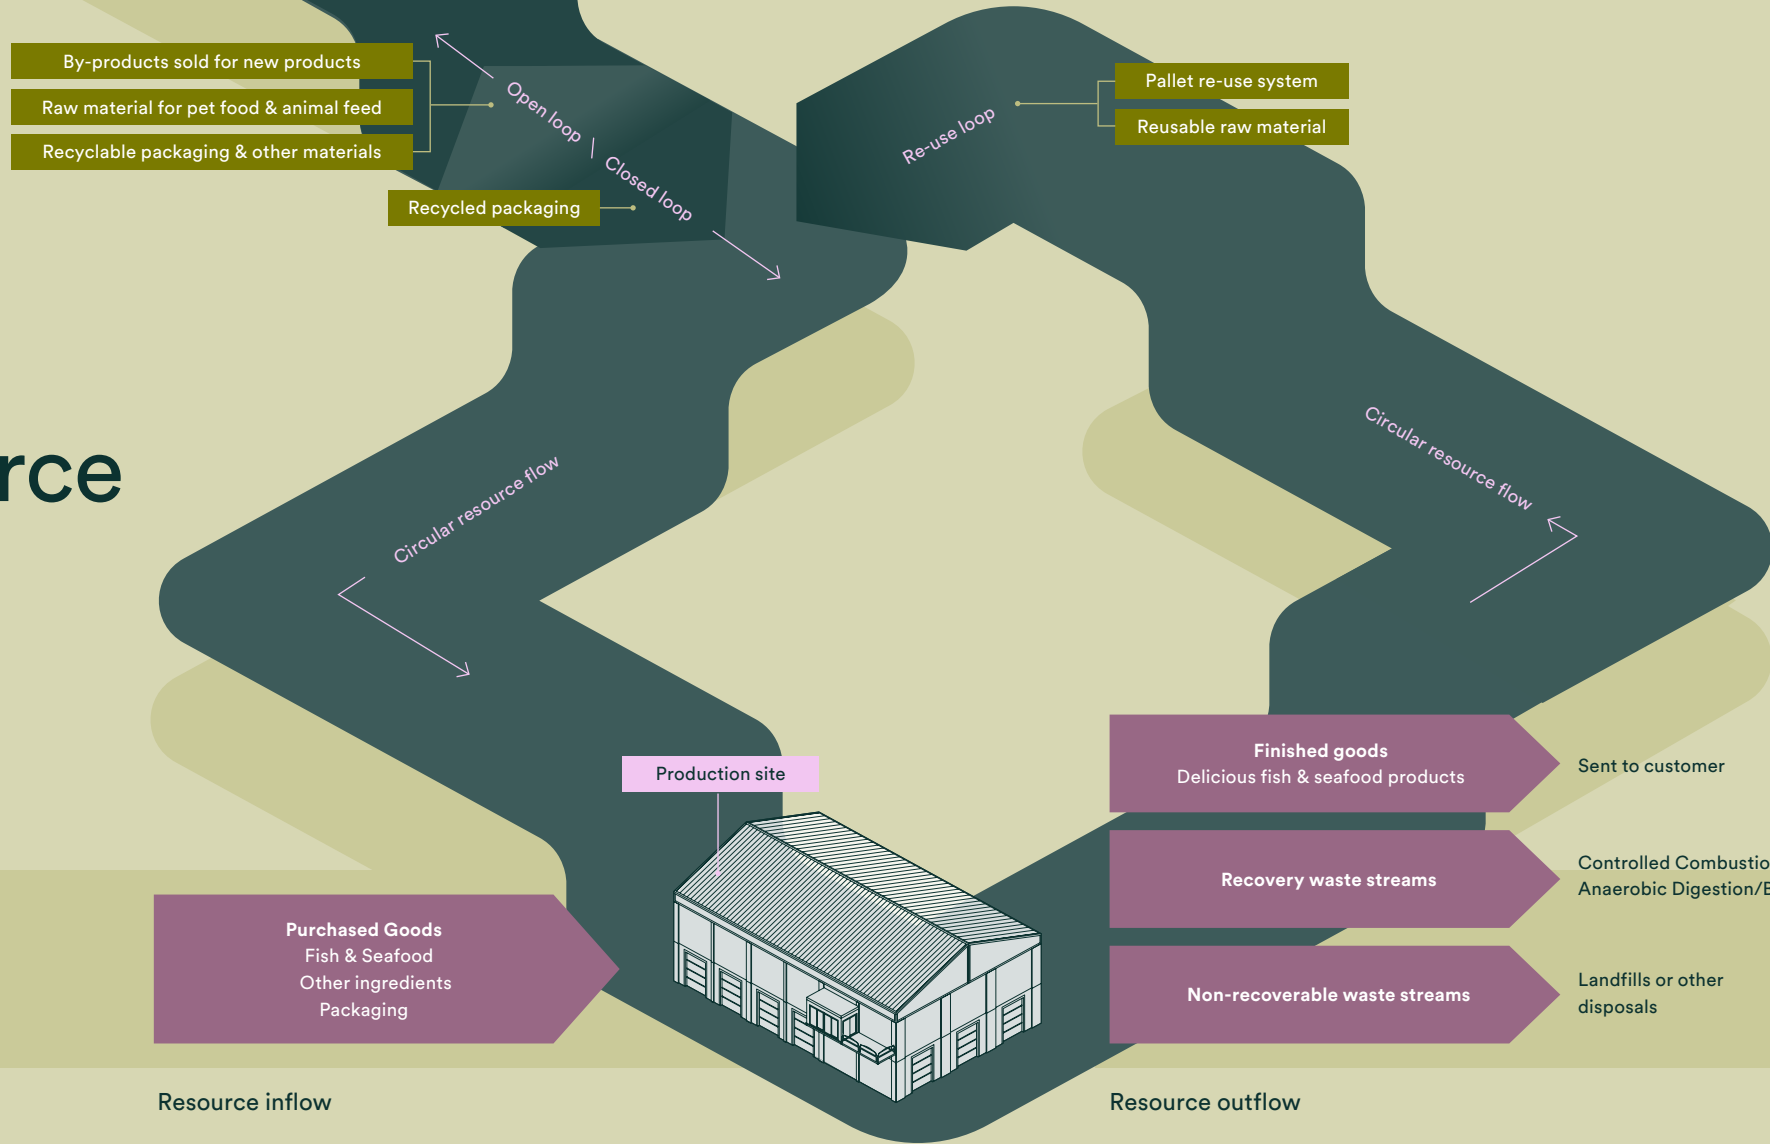 By-products sold for new products
Raw material for pet food & animal feed
Recyclable packaging & other materials
Recycled packaging
Open loop | Closed loop
Re-use loop
Pallet re-use system
Reusable raw material
rce
Circular resource flow
Circular resource flow
Production site
Purchased Goods
Fish & Seafood
Other ingredients
Packaging
Finished goods
Delicious fish & seafood products
Sent to customer
Recovery waste streams
Controlled Combustio
Anaerobic Digestion/
Non-recoverable waste streams
Landfills or other
disposals
Resource inflow
Resource outflow